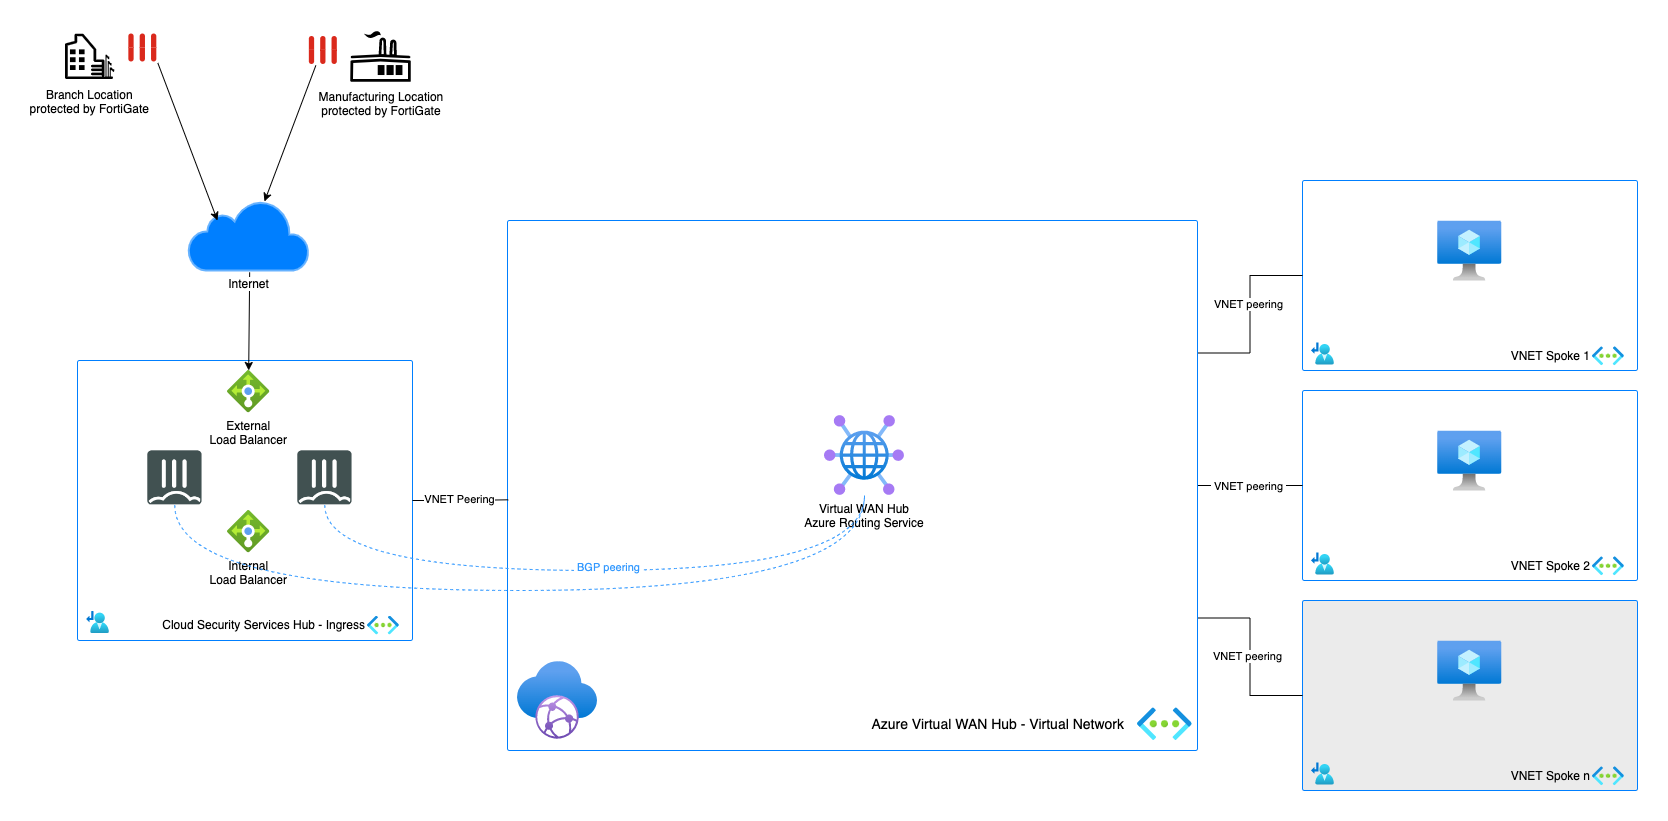 Branch Location
protected by FortiGate
Manufacturing Location
protected by FortiGate
Internet
External
Load Balancer
Internal
Load Balancer
Cloud Security Services Hub - Ingress
VNET Peering
BGP peering
Virtual WAN Hub
Azure Routing Service
Azure Virtual WAN Hub - Virtual Network
VNET peering
VNET Spoke 1
VNET peering
VNET Spoke 2
VNET peering
VNET Spoke n